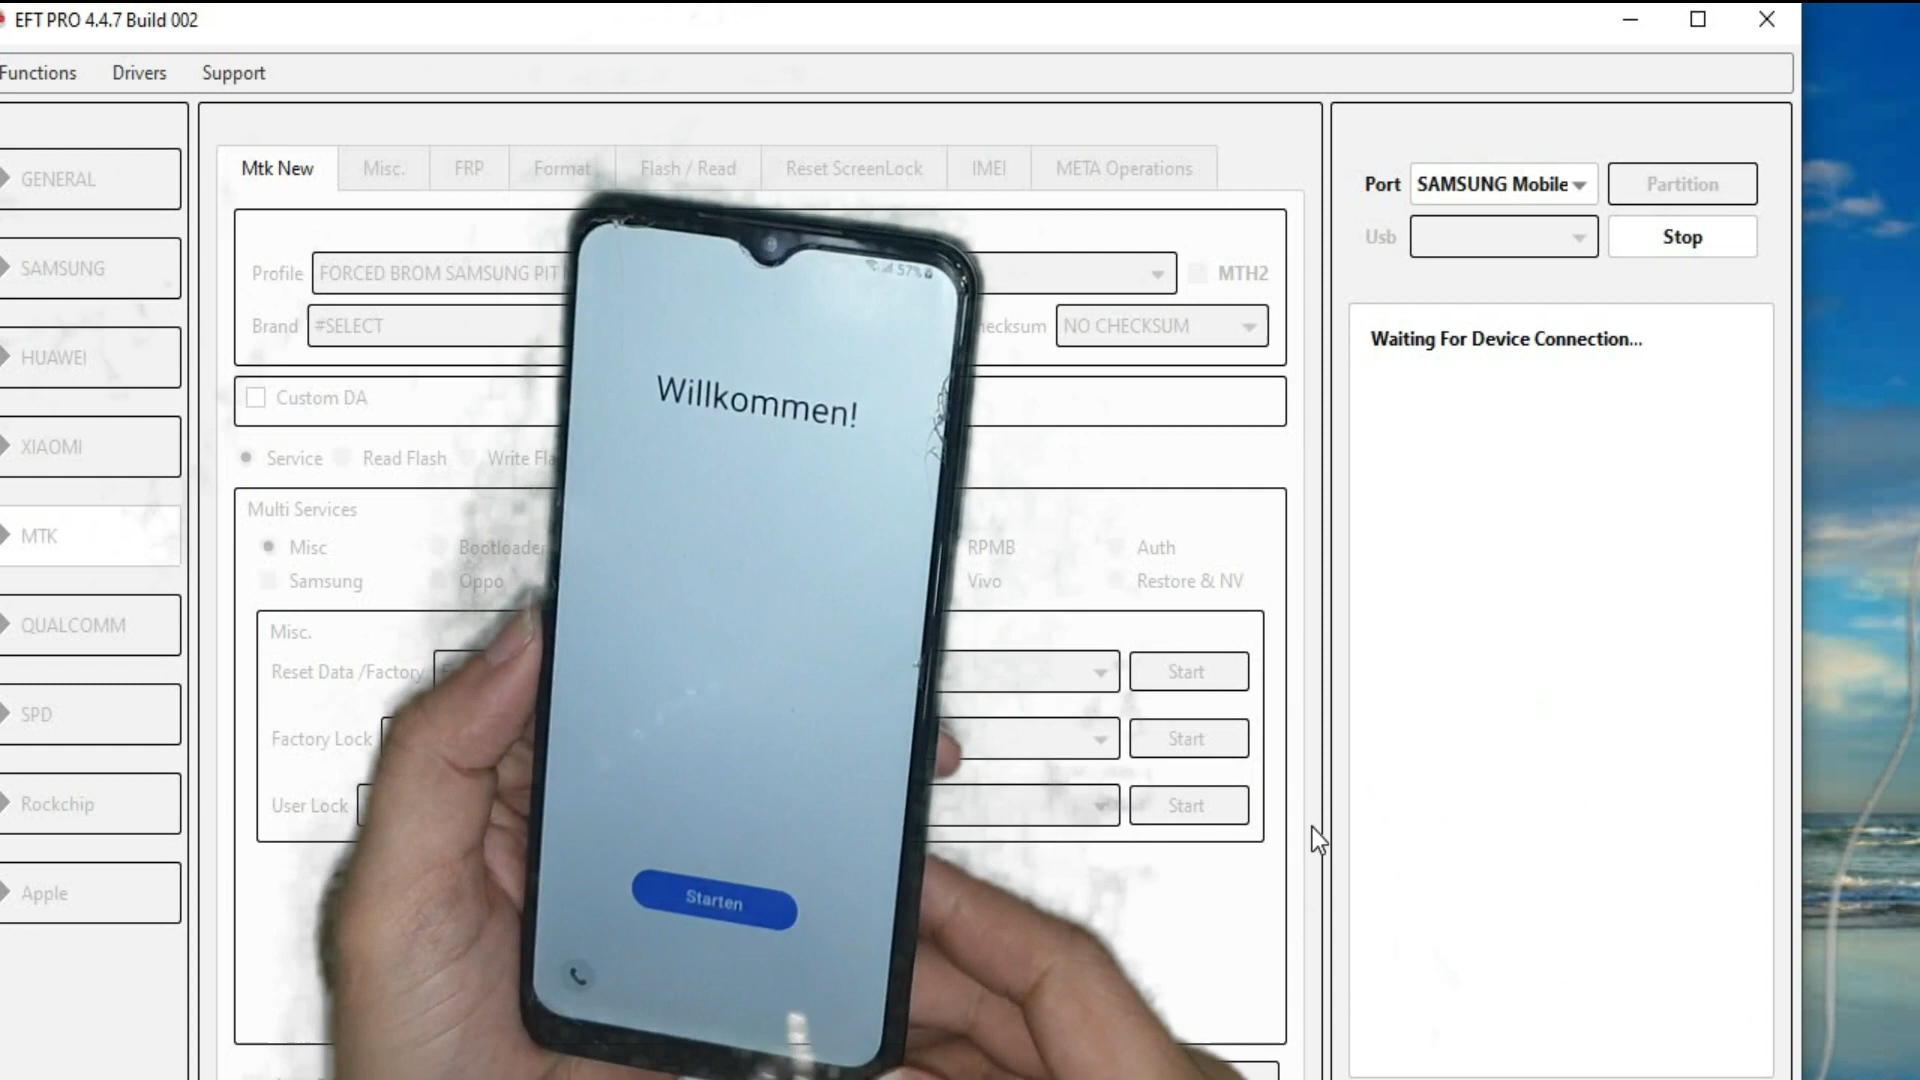 EFT PRO 4.4.7 Build 002
Functions Drivers Support
Mtk New Misc. FRP Format Flash / Read Reset ScreenLock IMEI META Operations
Profile FORCED BROM SAMSUNG PIT MTH2
Brand #SELECT NO CHECKSUM
Custom DA
Service Read Flash Write
Multi Services
Misc Bootloader RPMB Auth
Samsung Oppo Vivo Restore & NV
Misc.
Reset Data /Factory Start
Factory Lock Start
User Lock Start
GENERAL
SAMSUNG
HUAWEI
XIAOMI
MTK
QUALCOMM
SPD
Rockchip
Apple
57%
Willkommen!
Starten
Port SAMSUNG Mobile Partition
Usb Stop
Waiting For Device Connection...